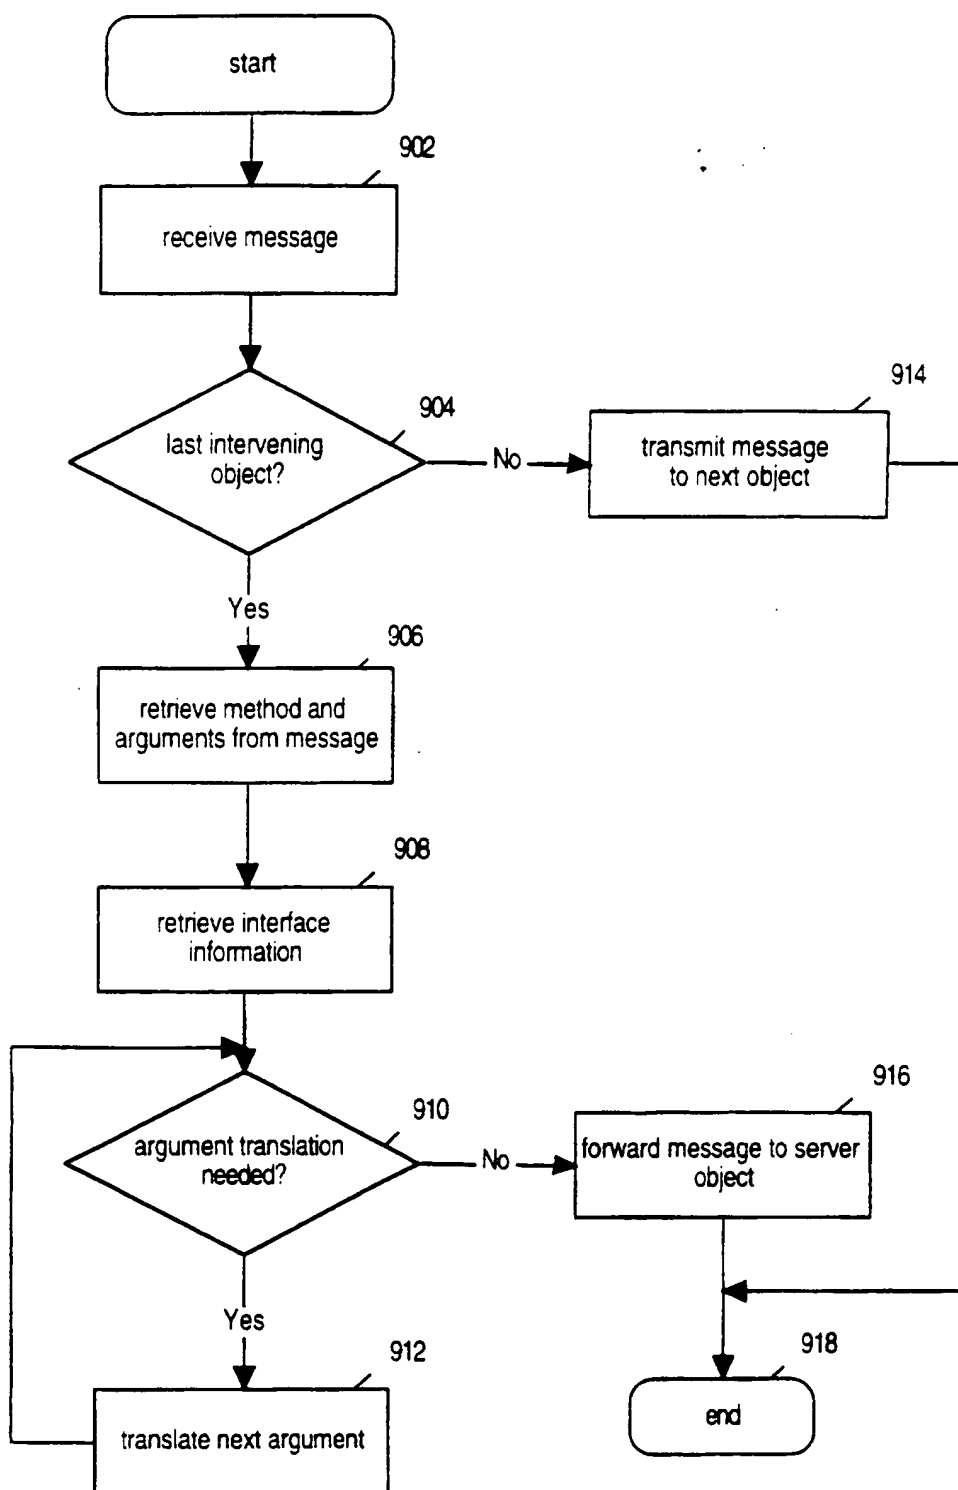 start
902
receive message
904
last intervening
object?
No
914
transmit message
to next object
Yes
906
retrieve method and
arguments from message
908
retrieve interface
information
910
argument translation
needed?
No
916
forward message to server
object
Yes
912
translate next argument
918
end